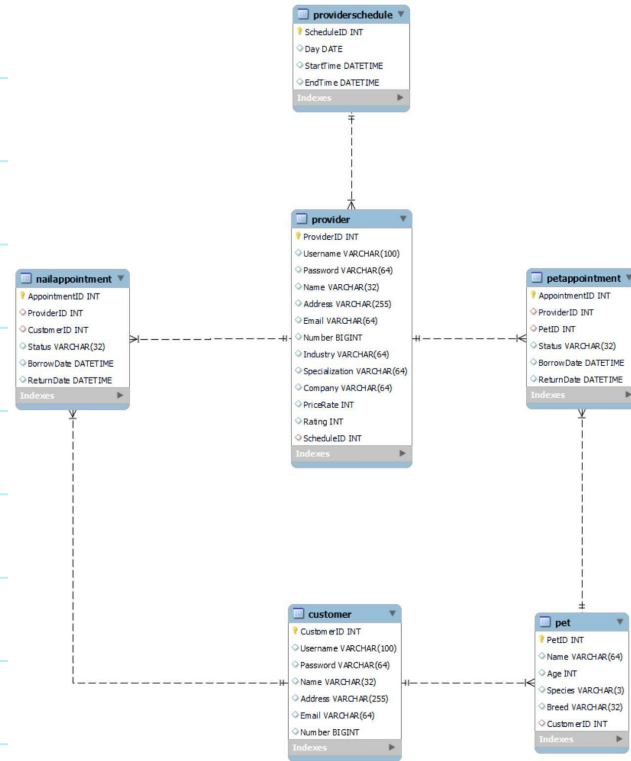 providerschedule
ScheduleID INT
Day DATE
StartTime DATETIME
EndTime DATETIME
Indexes
provider
ProviderID INT
Username VARCHAR(100)
Password VARCHAR(64)
Name VARCHAR(32)
Address VARCHAR(255)
Email VARCHAR(64)
Number BIGINT
Industry VARCHAR(64)
Specialization VARCHAR(64)
Company VARCHAR(64)
PriceRate INT
Rating INT
ScheduleID INT
Indexes
nailappointment
AppointmentID INT
ProviderID INT
CustomerID INT
Status VARCHAR(32)
BorrowDate DATETIME
ReturnDate DATETIME
Indexes
petappointment
AppointmentID INT
ProviderID INT
PetID INT
Status VARCHAR(32)
BorrowDate DATETIME
ReturnDate DATETIME
Indexes
customer
CustomerID INT
Username VARCHAR(100)
Password VARCHAR(64)
Name VARCHAR(32)
Address VARCHAR(255)
Email VARCHAR(64)
Number BIGINT
Indexes
pet
PetID INT
Name VARCHAR(64)
Age INT
Species VARCHAR(3)
Breed VARCHAR(32)
CustomerID INT
Indexes